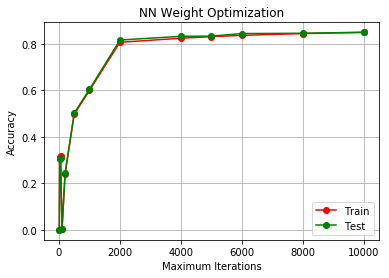 NN Weight Optimization
Accuracy
0.8
0.6
0.4
0.2
0.0
Train
Test
0 2000 4000 6000 8000 10000
Maximum Iterations